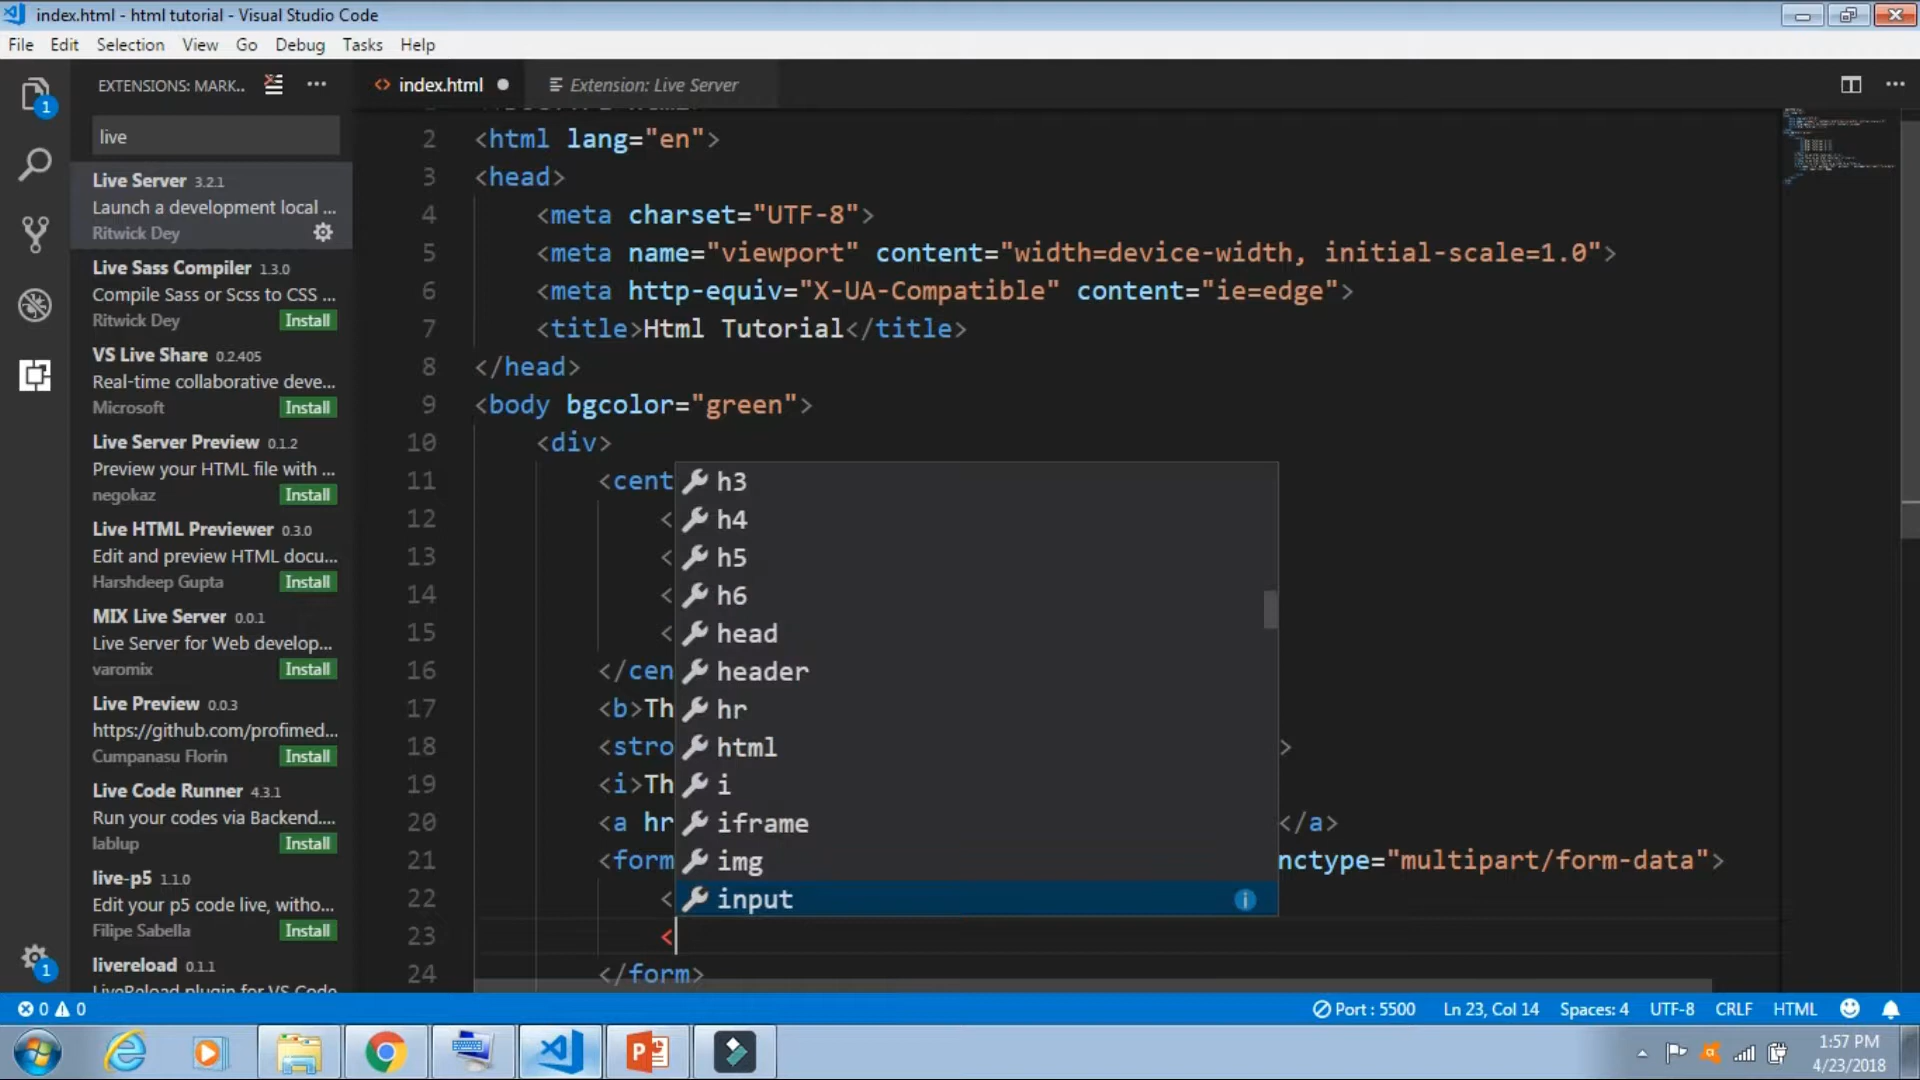 index.html - html tutorial - Visual Studio Code
File Edit Selection View Go Debug Tasks Help
EXTENSIONS: MARK..
live
Live Server 3.2.1
Launch a development local ...
Ritwick Dey
Live Sass Compiler 1.3.0
Compile Sass or Scss to CSS ...
Ritwick Dey Install
VS Live Share 0.2.405
Real-time collaborative deve...
Microsoft Install
Live Server Preview 0.1.2
Preview your HTML file with ...
negokaz Install
Live HTML Previewer 0.3.0
Edit and preview HTML docu...
Harshdeep Gupta Install
MIX Live Server 0.0.1
Live Server for Web develop...
varomix Install
Live Preview 0.0.3
https://github.com/profimed...
Cumpanasu Florin Install
Live Code Runner 4.3.1
Run your codes via Backend....
lablup Install
live-p5 1.1.0
Edit your p5 code live, witho...
Filipe Sabella Install
livereload 0.1.1
LiveReload plugin for VS Code
1
1
index.html Extension: Live Server
2 <html lang="en">
3 <head>
4 <meta charset="UTF-8">
5 <meta name="viewport" content="width=device-width, initial-scale=1.0">
6 <meta http-equiv="X-UA-Compatible" content="ie=edge">
7 <title>Html Tutorial</title>
8 </head>
9 <body bgcolor="green">
10 <div>
11 <cent
12 <
13 <
14 <
15 <
16 </cen
17 <b>Th
18 <stro >
19 <i>Th
20 <a hr </a>
21 <form nctype="multipart/form-data">
22 <
23 <
24 </form>
h3
h4
h5
h6
head
header
hr
html
i
iframe
img
input
0 0 Port : 5500 Ln 23, Col 14 Spaces: 4 UTF-8 CRLF HTML
1:57 PM
4/23/2018